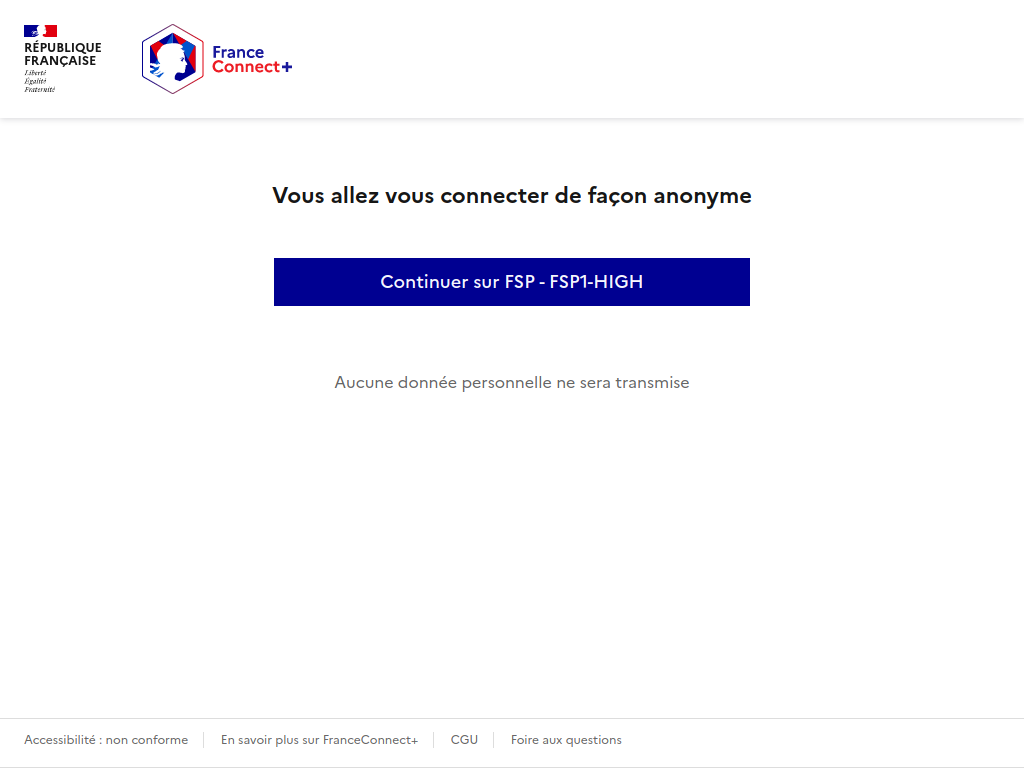 RÉPUBLIQUE
FRANÇAISE
Liberté
Égalité
Fraternité
France
Connect+
Vous allez vous connecter de façon anonyme
Continuer sur FSP - FSP1-HIGH
Aucune donnée personnelle ne sera transmise
Accessibilité : non conforme
En savoir plus sur FranceConnect+
CGU
Foire aux questions